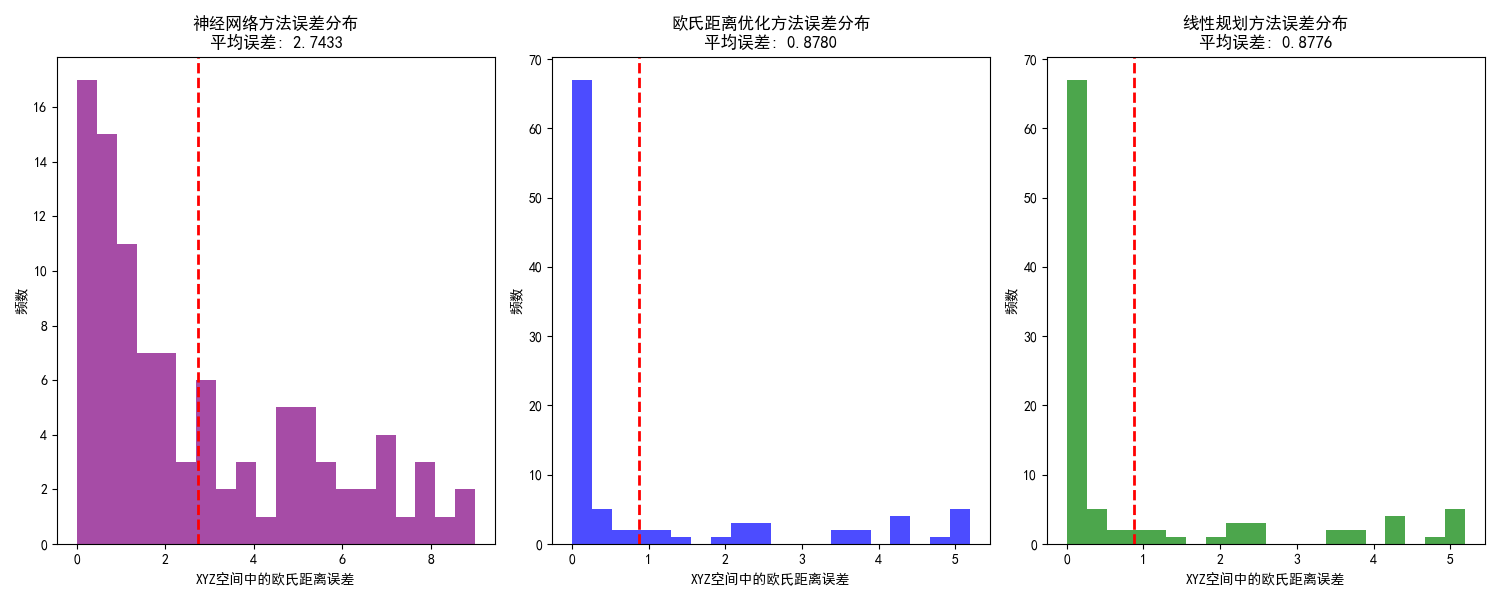 神经网络方法误差分布
平均误差: 2.7433
频数
16
14
12
10
8
6
4
2
0
0 2 4 6 8
XYZ空间中的欧氏距离误差
欧氏距离优化方法误差分布
平均误差: 0.8780
频数
70
60
50
40
30
20
10
0
0 1 2 3 4 5
XYZ空间中的欧氏距离误差
线性规划方法误差分布
平均误差: 0.8776
频数
70
60
50
40
30
20
10
0
0 1 2 3 4 5
XYZ空间中的欧氏距离误差